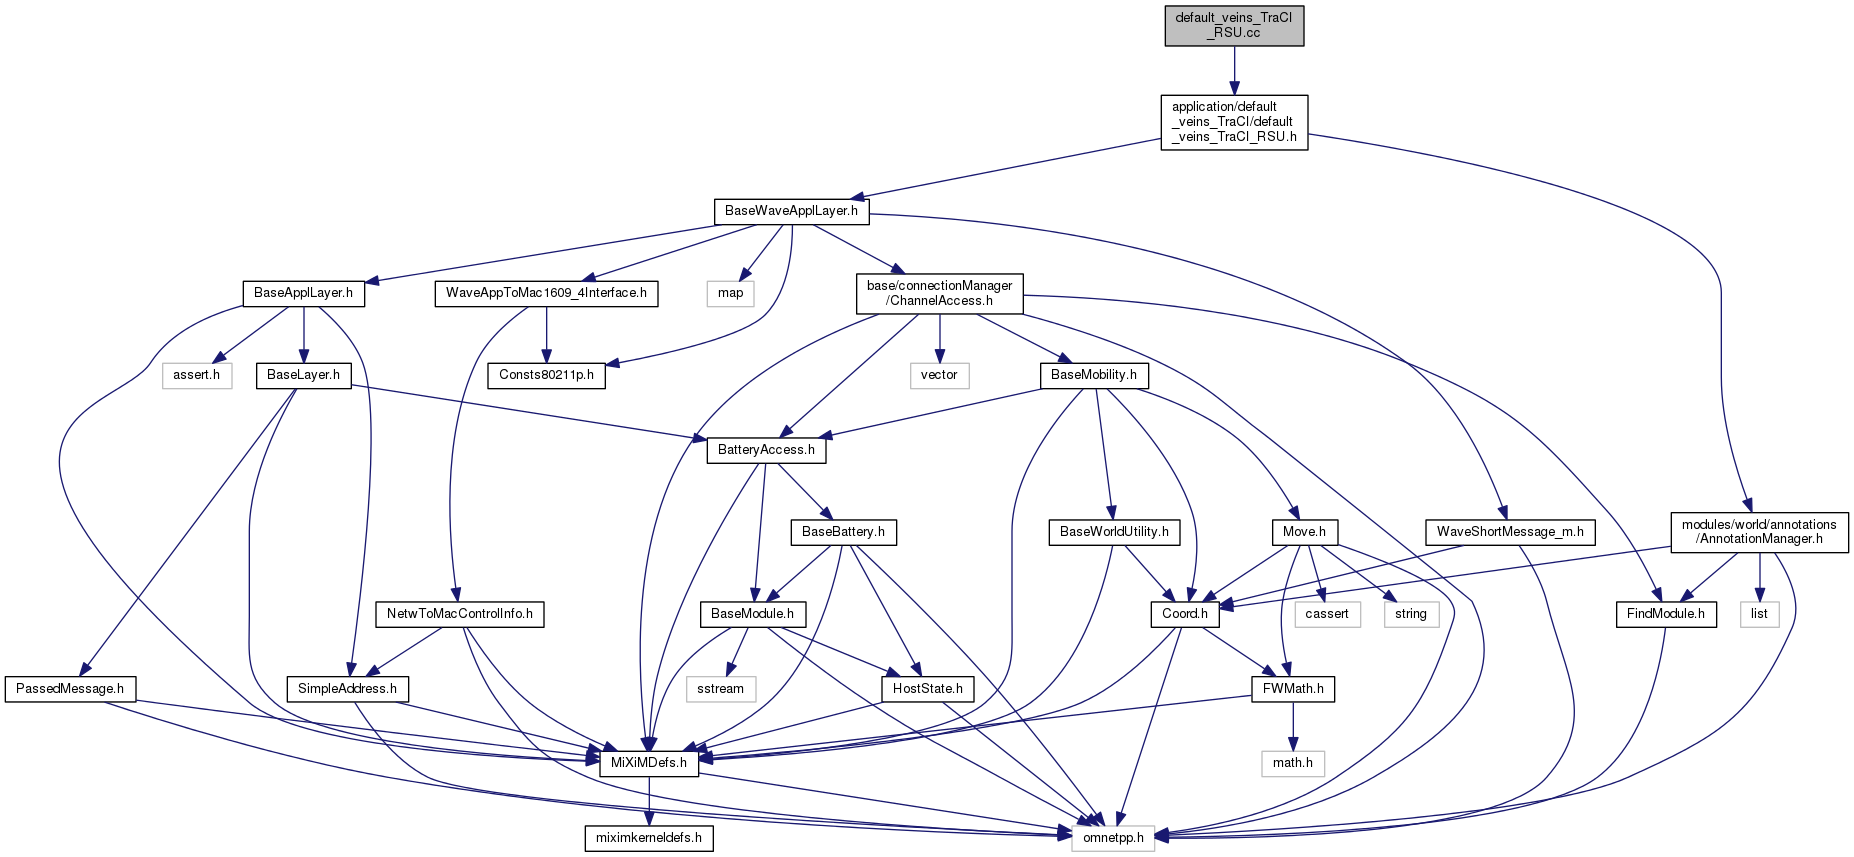 default_veins_TraCI
_RSU.cc
application/default
_veins_TraCI/default
_veins_TraCI_RSU.h
BaseWaveApplLayer.h
BaseApplLayer.h
WaveAppToMac1609_4Interface.h
map
base/connectionManager
/ChannelAccess.h
assert.h
BaseLayer.h
Consts80211p.h
vector
BaseMobility.h
BatteryAccess.h
BaseBattery.h
BaseWorldUtility.h
Move.h
WaveShortMessage_m.h
modules/world/annotations
/AnnotationManager.h
NetwToMacControlInfo.h
BaseModule.h
Coord.h
cassert
string
FindModule.h
list
PassedMessage.h
SimpleAddress.h
sstream
HostState.h
FWMath.h
MiXiMDefs.h
math.h
miximkerneldefs.h
omnetpp.h